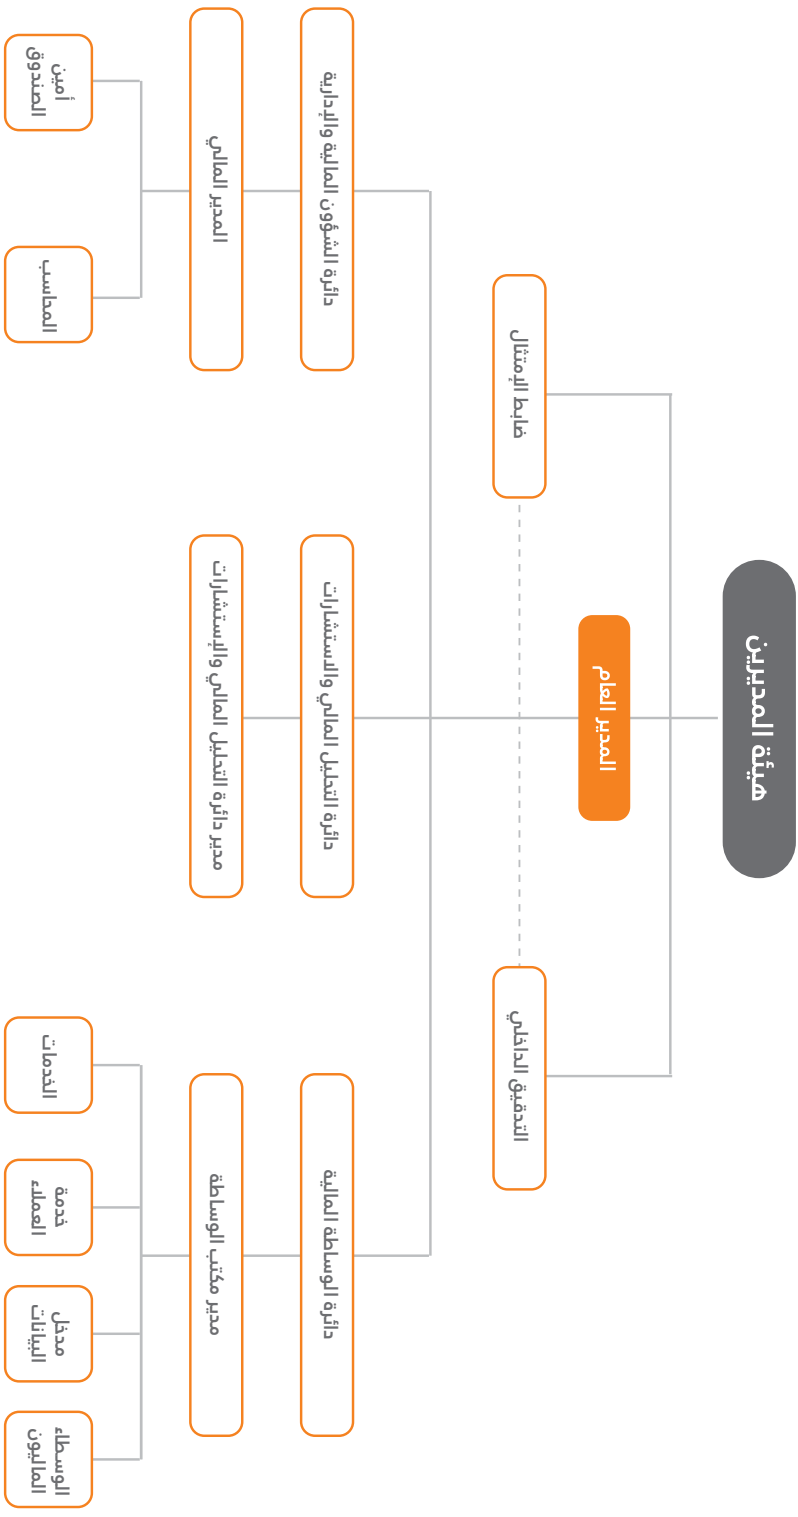 هيئة المديرين
المدير العام
التدقيق الداخلي
ضابط الإمتثال
دائرة الوساطة المالية
دائرة التحليل المالي والاستشارات
دائرة الشؤون المالية والإدارية
مدير مكتب الوساطة
مدير دائرة التحليل المالي والإستشارات
المدير المالي
الوسطاء
الماليون
مدخل
البيانات
خدمة
العملاء
الخدمات
المحاسب
أمين
الصندوق